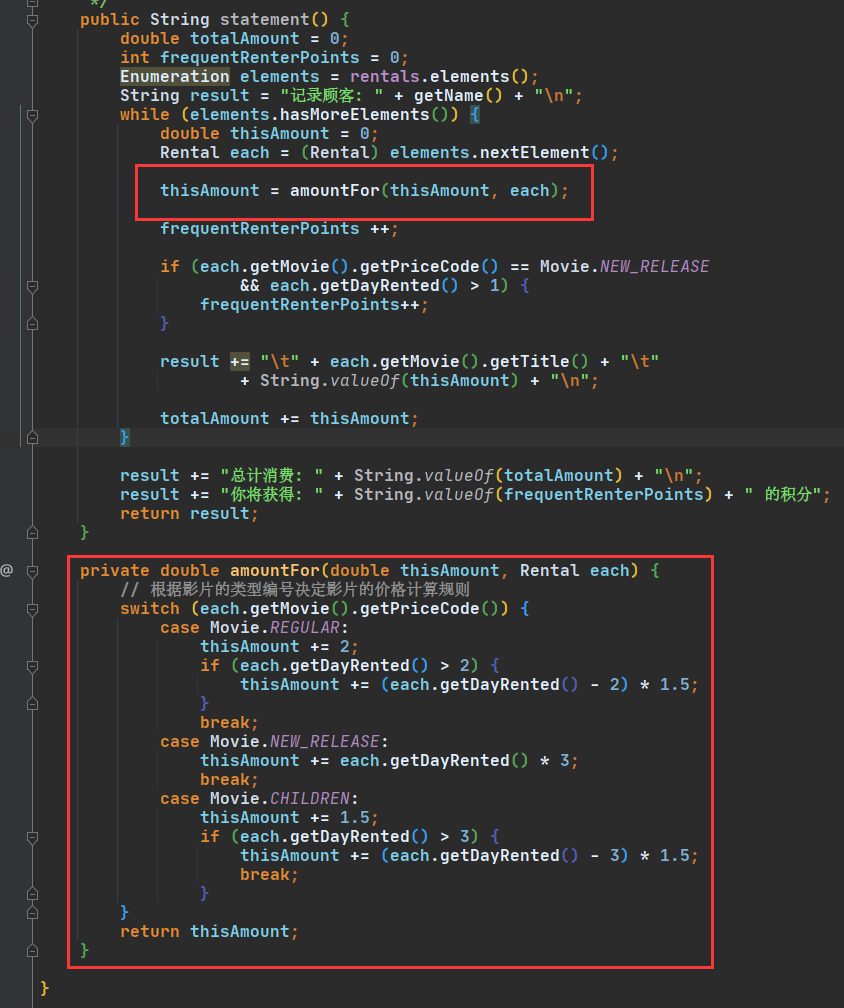 */
public String statement() {
double totalAmount = 0;
int frequentRenterPoints = 0;
Enumeration elements = rentals.elements();
String result = "记录顾客: " + getName() + "\n";
while (elements.hasMoreElements()) {
double thisAmount = 0;
Rental each = (Rental) elements.nextElement();
thisAmount = amountFor(thisAmount, each);
frequentRenterPoints ++;
if (each.getMovie().getPriceCode() == Movie.NEW_RELEASE
&& each.getDayRented() > 1) {
frequentRenterPoints++;
}
result += "\t" + each.getMovie().getTitle() + "\t"
+ String.valueOf(thisAmount) + "\n";
totalAmount += thisAmount;
}
result += "总计消费: " + String.valueOf(totalAmount) + "\n";
result += "你将获得: " + String.valueOf(frequentRenterPoints) + " 的积分";
return result;
}
@ private double amountFor(double thisAmount, Rental each) {
// 根据影片的类型编号决定影片的价格计算规则
switch (each.getMovie().getPriceCode()) {
case Movie.REGULAR:
thisAmount += 2;
if (each.getDayRented() > 2) {
thisAmount += (each.getDayRented() - 2) * 1.5;
}
break;
case Movie.NEW_RELEASE:
thisAmount += each.getDayRented() * 3;
break;
case Movie.CHILDREN:
thisAmount += 1.5;
if (each.getDayRented() > 3) {
thisAmount += (each.getDayRented() - 3) * 1.5;
break;
}
}
return thisAmount;
}
}